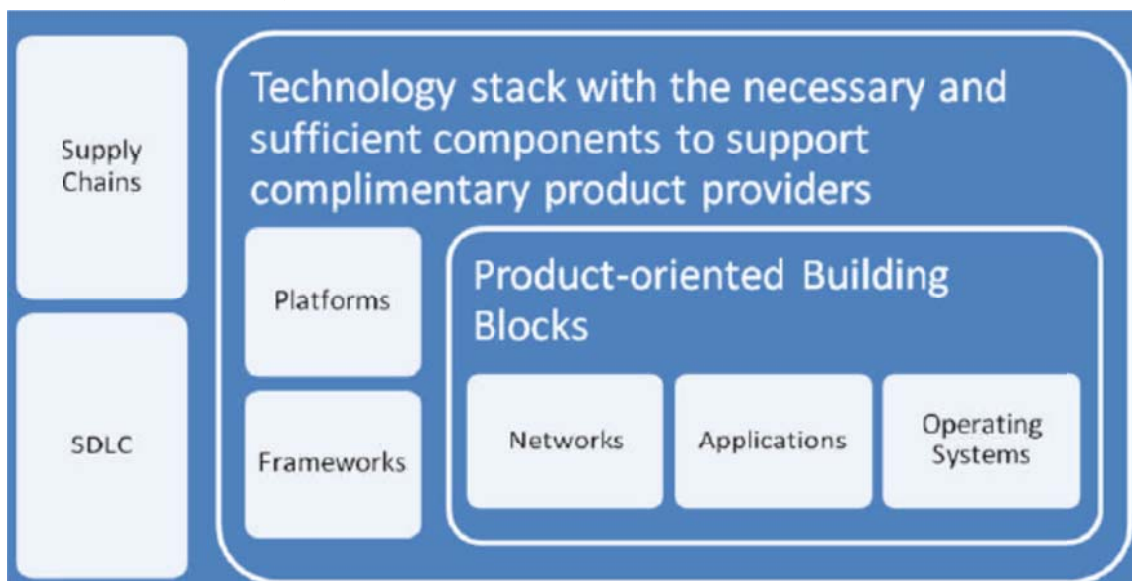 Supply
Chains
SDLC
Technology stack with the necessary and
sufficient components to support
complimentary product providers
Platforms
Frameworks
Product-oriented Building
Blocks
Networks
Applications
Operating
Systems